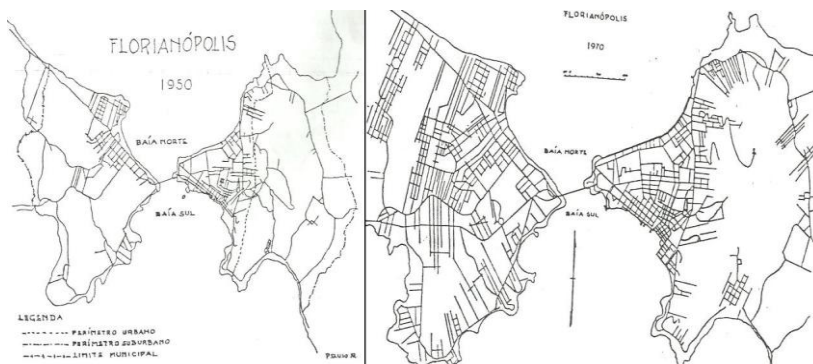 FLORIANÓPOLIS
1950
BAÍA NORTE
BAÍA SUL
LEGENDA
PERÍMETRO URBANO
PERÍMETRO SUBURBANO
LIMITE MUNICIPAL
FLORIANÓPOLIS
1970
BAÍA NORTE
BAÍA SUL